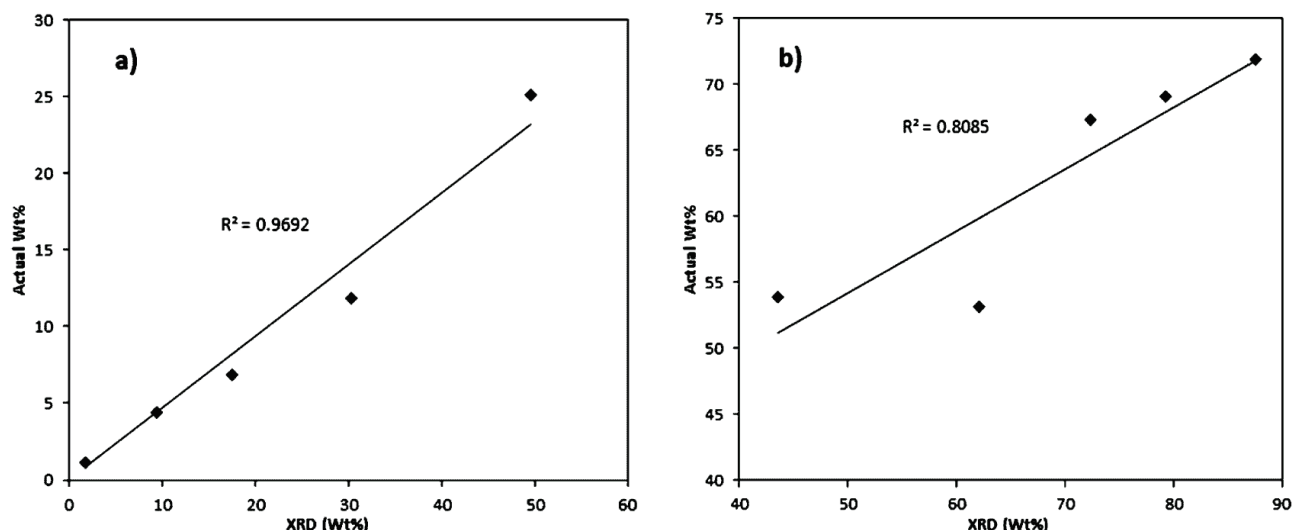 a)
R² = 0.9692
Actual Wt%
30
25
20
15
10
5
0
0 10 20 30 40 50 60
XRD (Wt%)
b)
R² = 0.8085
Actual Wt%
75
70
65
60
55
50
45
40
40 50 60 70 80 90
XRD (Wt%)